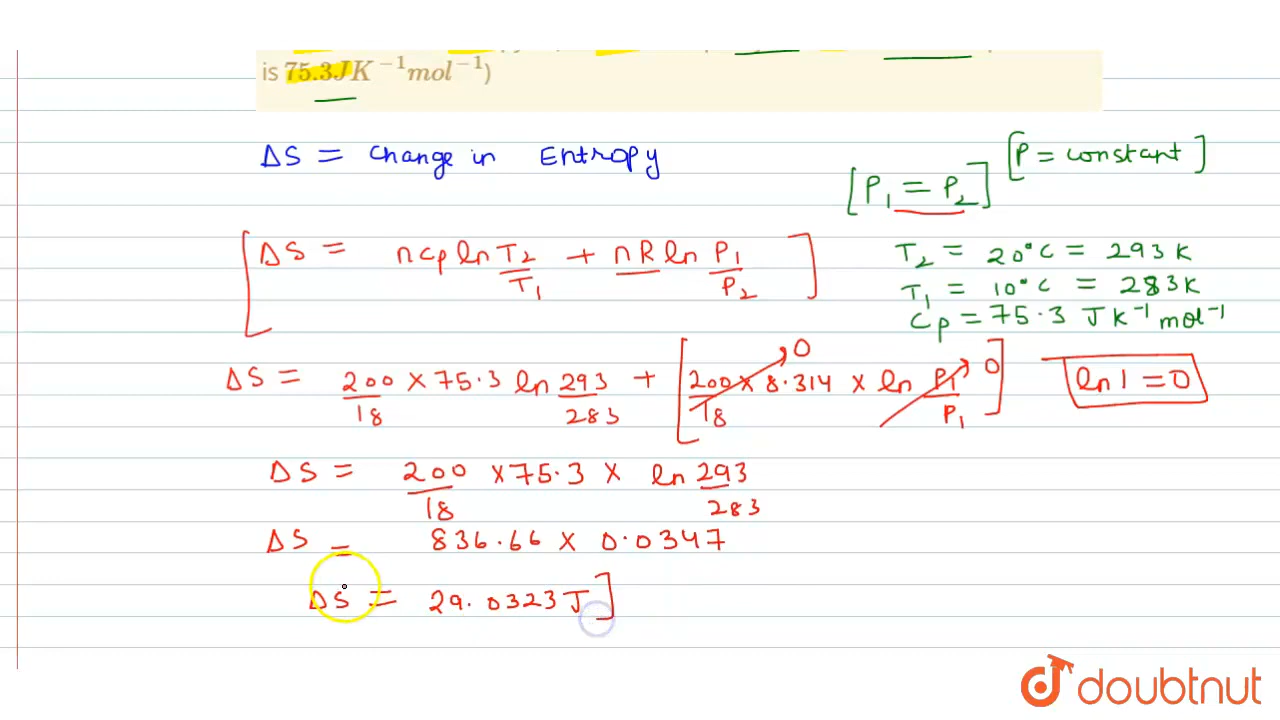 is 75.3JK⁻¹mol⁻¹)
ΔS = Change in Entropy
[P = constant]
[P₁ = P₂]
[ΔS = nCp ln T₂/T₁ + nR ln P₁/P₂]
T₂ = 20°C = 293K
T₁ = 10°C = 283K
Cp = 75.3 J K⁻¹ mol⁻¹
ΔS = 200/18 × 75.3 ln 293/283 + [200/18 × 8.314 × ln P₁/P₁] 0 0
ln 1 = 0
ΔS = 200/18 × 75.3 × ln 293/283
ΔS = 836.66 × 0.0347
ΔS = 29.0323 J]
doubtnut